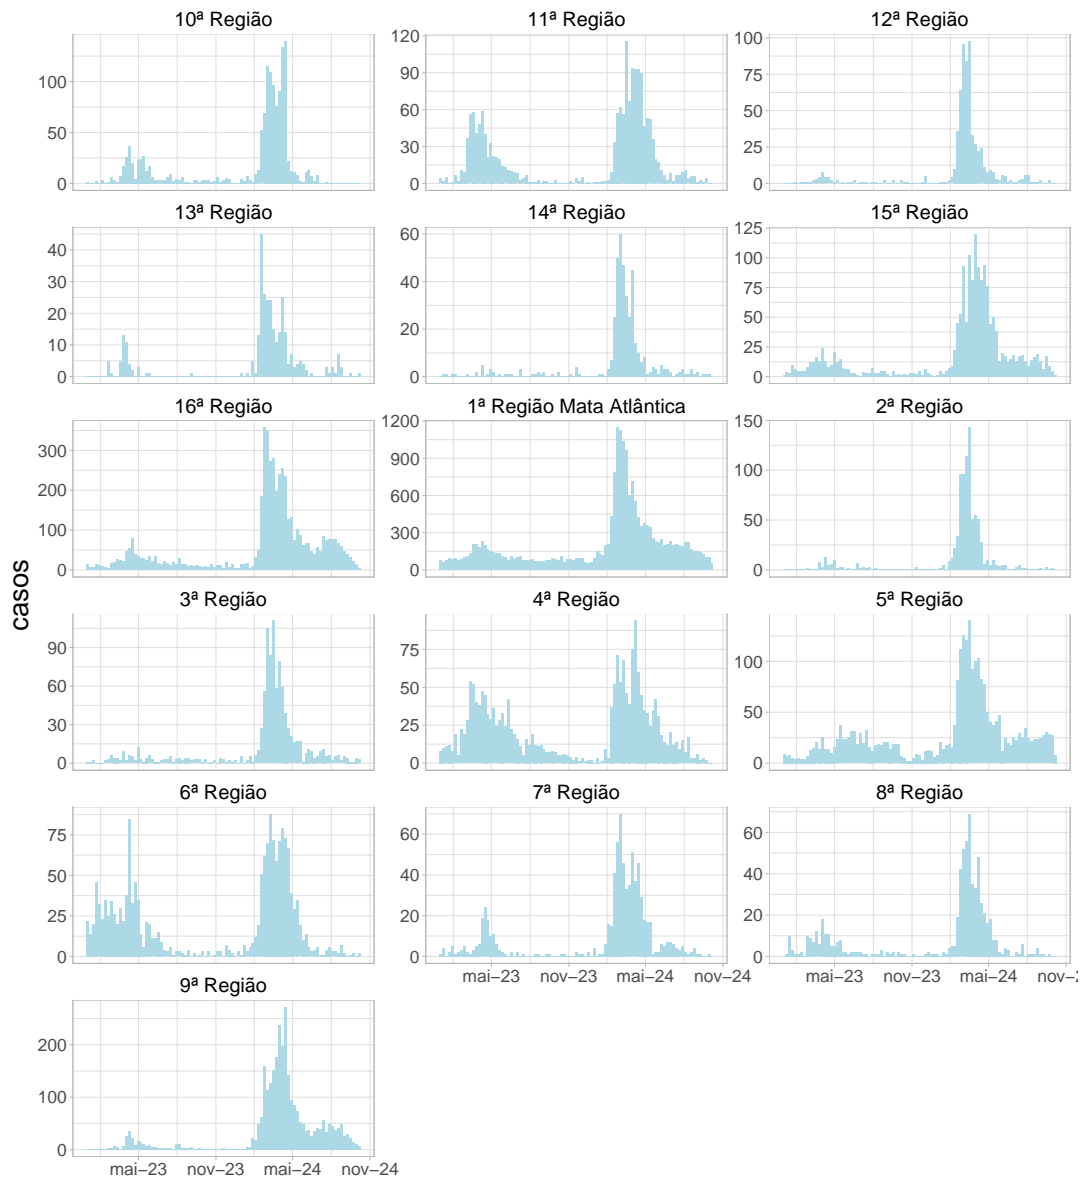 10ª Região
11ª Região
12ª Região
100
50
0
120
90
60
30
0
100
75
50
25
0
13ª Região
14ª Região
15ª Região
40
30
20
10
0
60
40
20
0
125
100
75
50
25
0
16ª Região
1ª Região Mata Atlântica
2ª Região
300
200
100
0
1200
900
600
300
0
150
100
50
0
casos
3ª Região
4ª Região
5ª Região
90
60
30
0
75
50
25
0
100
50
0
6ª Região
7ª Região
8ª Região
75
50
25
0
60
40
20
0
60
40
20
0
mai−23
nov−23
mai−24
nov−24
mai−23
nov−23
mai−24
nov−2
9ª Região
200
100
0
mai−23
nov−23
mai−24
nov−24